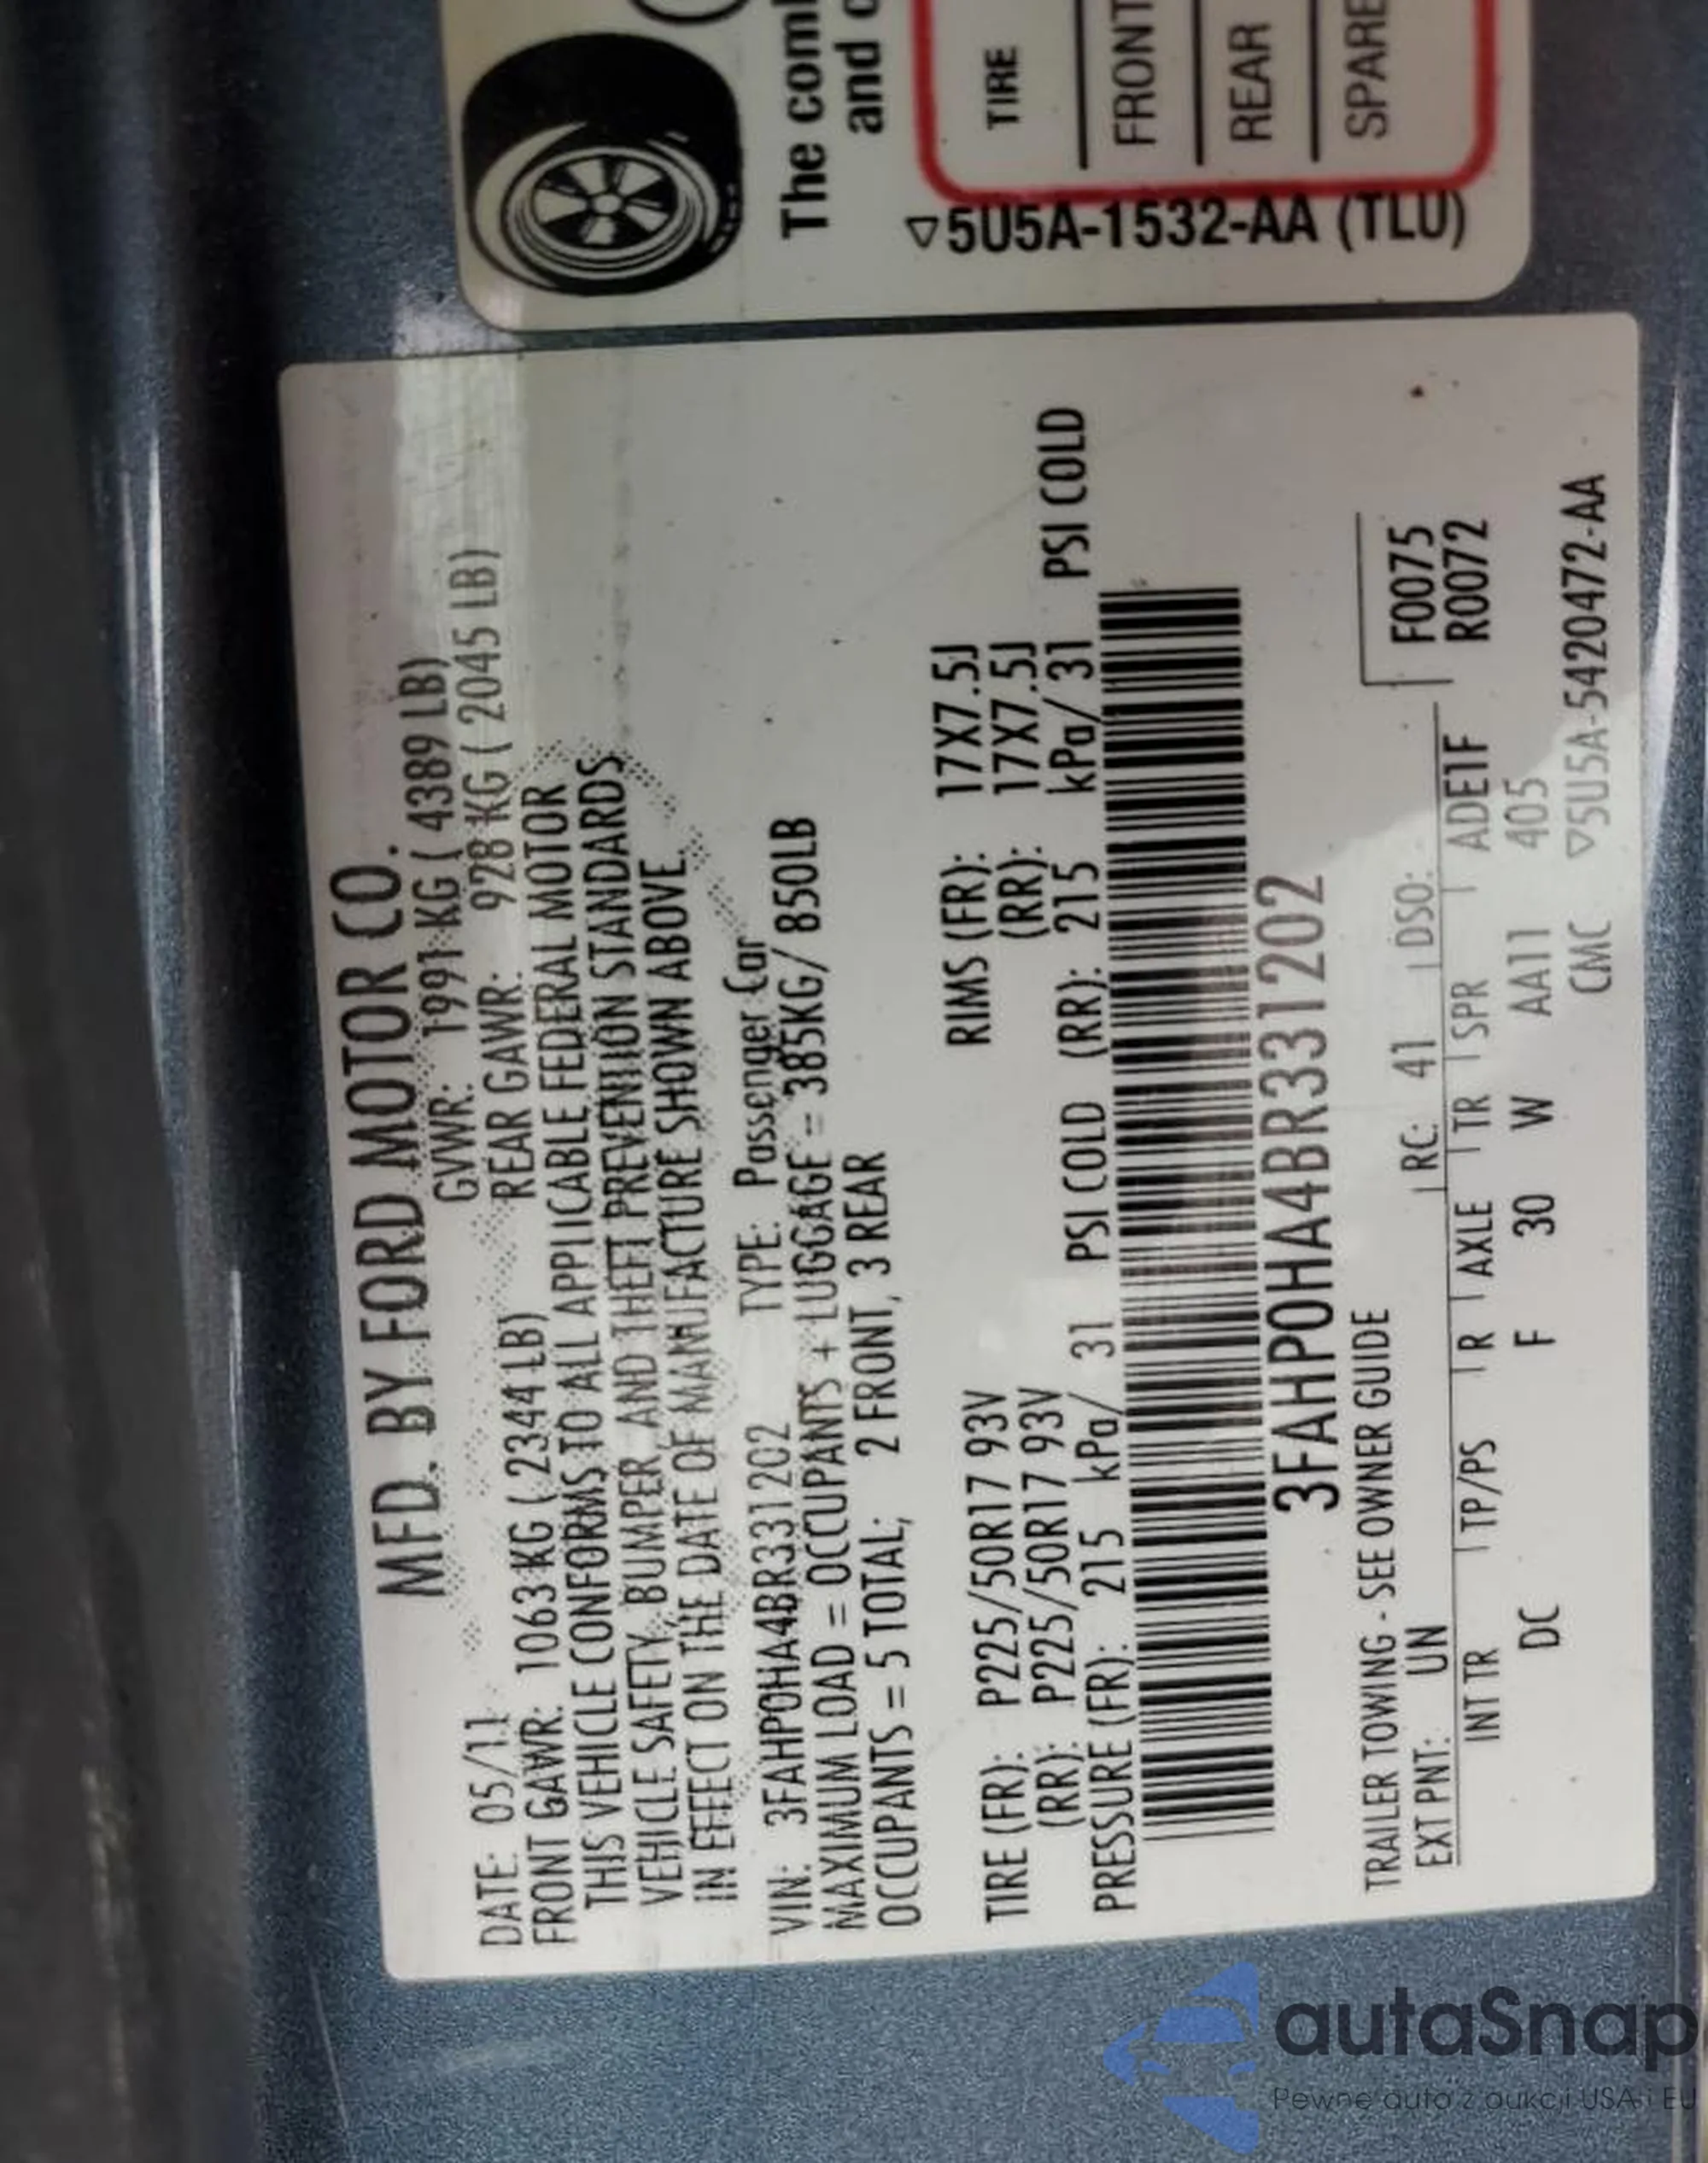 MFD. BY FORD MOTOR CO.
DATE: 05/11 GVWR: 1991 KG ( 4389 LB)
FRONT GAWR: 1063 KG ( 2344 LB) REAR GAWR: 928 KG ( 2045 LB)
THIS VEHICLE CONFORMS TO ALL APPLICABLE FEDERAL MOTOR
VEHICLE SAFETY, BUMPER, AND THEFT PREVENTION STANDARDS
IN EFFECT ON THE DATE OF MANUFACTURE SHOWN ABOVE.
VIN: 3FAHP0HA4BR331202 TYPE: Passenger Car
MAXIMUM LOAD = OCCUPANTS + LUGGAGE = 385KG/ 850LB
OCCUPANTS = 5 TOTAL; 2 FRONT, 3 REAR
TIRE (FR): P225/50R17 93V RIMS (FR): 17X7.5J
(RR): P225/50R17 93V (RR): 17X7.5J
PRESSURE (FR): 215 kPa/ 31 PSI COLD (RR): 215 kPa/ 31 PSI COLD
3FAHP0HA4BR331202
TRAILER TOWING - SEE OWNER GUIDE
EXT PNT: UN RC: 41 DSO: F0075
INT TR TP/PS R AXLE TR SPR ADE1F R0072
DC F 30 W AA11 405
CMC ▽5U5A-5420472-AA
The
and
TIRE
FRONT
REAR
SPARE
▽5U5A-1532-AA (TLU)
autaSnap
Pewne auto z aukcji USA i EU